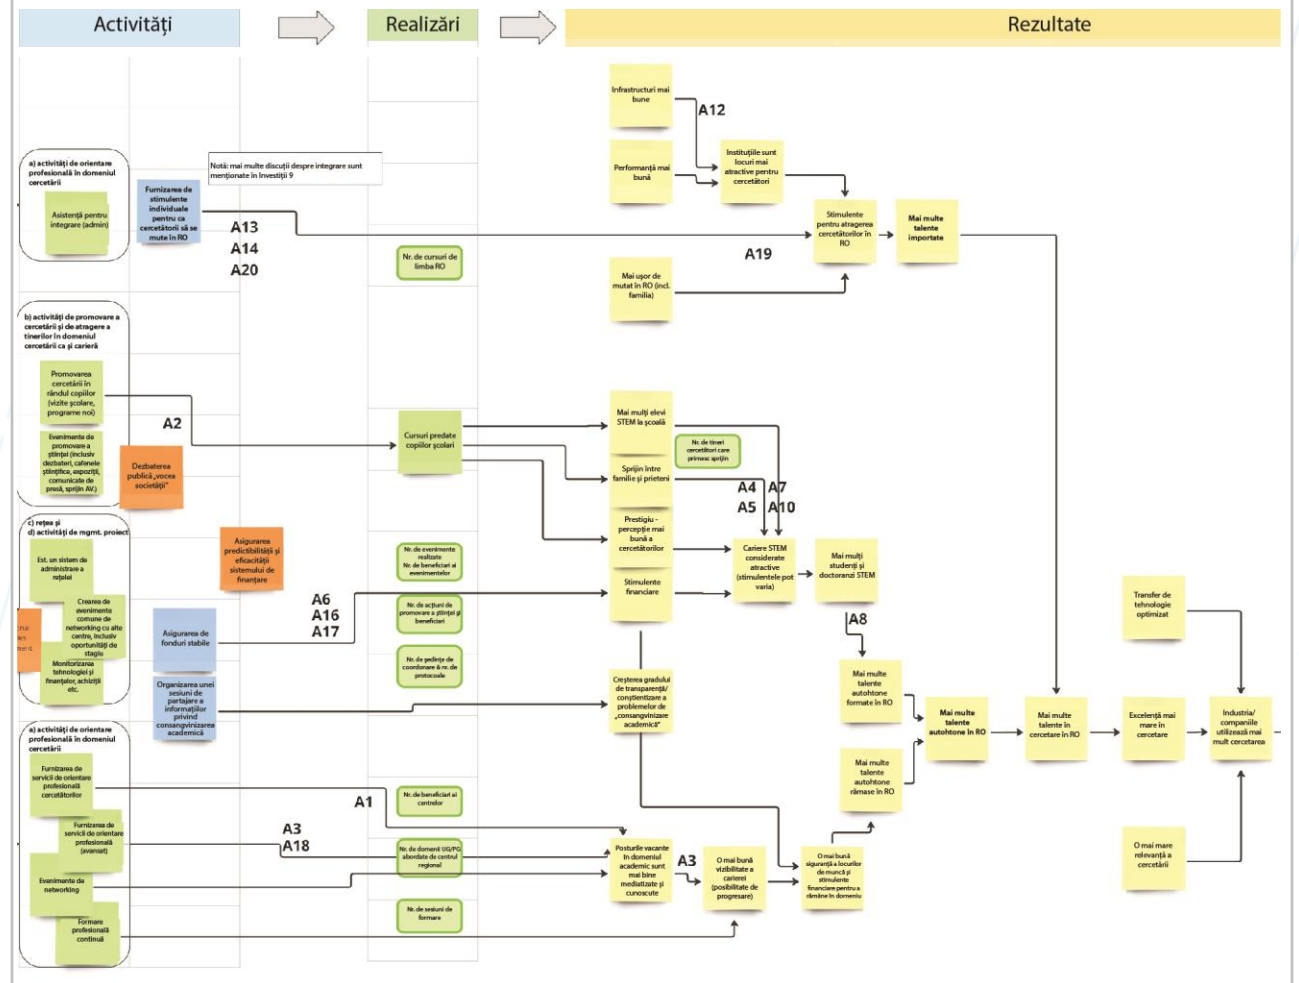 Activități
Realizări
Rezultate
Infrastructuri mai
bune
A12
Performanță mai
bună
Instituțiile sunt
locuri mai
atractive pentru
cercetători
Notă: mai multe discuții despre integrare sunt
menționate în Investiții 9
a) activități de orientare
profesională în domeniul
cercetării
Asistență pentru
integrare (admin)
Furnizarea de
stimulente
individuale
pentru ca
cercetătorii să se
mute în RO
A13
A14
A20
Nr. de cursuri de
limba RO
A19
Stimulente
pentru atragerea
cercetătorilor în
RO
Mai multe
talente
importate
Mai ușor de
mutat în RO (incl.
familia)
b) activități de promovare a
cercetării și de atragere a
tinerilor în domeniul
cercetării ca și carieră
Promovarea
cercetării în
rândul copiilor
(vizite școlare,
programe noi)
A2
Evenimente de
promovare a
științei (inclusiv
dezbateri, cafenele
științifice, expoziții,
comunicate de
presă, sprijin AV.)
Dezbaterea
publică „vocea
societății”
Cursuri predate
copiilor școlari
Mai mulți elevi
STEM la școală
Nr. de tineri
cercetători care
primesc sprijin
Sprijin între
familie și prieteni
A4
A5
A7
A10
Prestigiu -
percepție mai
bună a
cercetătorilor
Stimulente
financiare
Cariere STEM
considerate
atractive
(stimulentele pot
varia)
Mai mulți
studenți și
doctoranzi STEM
A8
c) rețea și
d) activități de mgmt. proiect
Est. un sistem de
administrare a
rețelei
Crearea de
evenimente
comune de
networking cu alte
centre, inclusiv
oportunități de
stagiu
Monitorizarea
tehnologiei și
finanțelor, achiziții
etc.
Asigurarea
predictibilității și
eficacității
sistemului de
finanțare
Asigurarea de
fonduri stabile
A6
A16
A17
Nr. de evenimente
realizate
Nr. de beneficiari ai
evenimentelor
Nr. de acțiuni de
promovare a științei și
beneficiari
Nr. de ședințe de
coordonare & nr. de
protocoale
Organizarea unei
sesiuni de
partajare a
informațiilor
privind
consangvinizarea
academică
Creșterea gradului
de transparență/
conștientizare a
problemelor de
„consangvinizare
academică”
Mai multe
talente
autohtone
formate în RO
Mai multe
talente
autohtone
rămase în RO
Mai multe
talente
autohtone în RO
Mai multe
talente în
cercetare în RO
Excelență mai
mare în
cercetare
Transfer de
tehnologie
optimizat
Industria/
companiile
utilizează mai
mult cercetarea
O mai mare
relevanță a
cercetării
a) activități de orientare
profesională în domeniul
cercetării
Furnizarea de
servicii de orientare
profesională
cercetătorilor
Furnizarea de
servicii de orientare
profesională
(avansat)
Evenimente de
networking
Formare
profesională
continuă
A1
A3
A18
Nr. de beneficiari ai
centrelor
Nr. de domenii UG/PG
abordate de centrul
regional
Nr. de sesiuni de
formare
Posturile vacante
în domeniul
academic sunt
mai bine
mediatizate și
cunoscute
A3
O mai bună
vizibilitate a
carierei
(posibilitate de
progresare)
O mai bună
siguranță a locurilor
de muncă și
stimulente
financiare pentru a
rămâne în domeniu